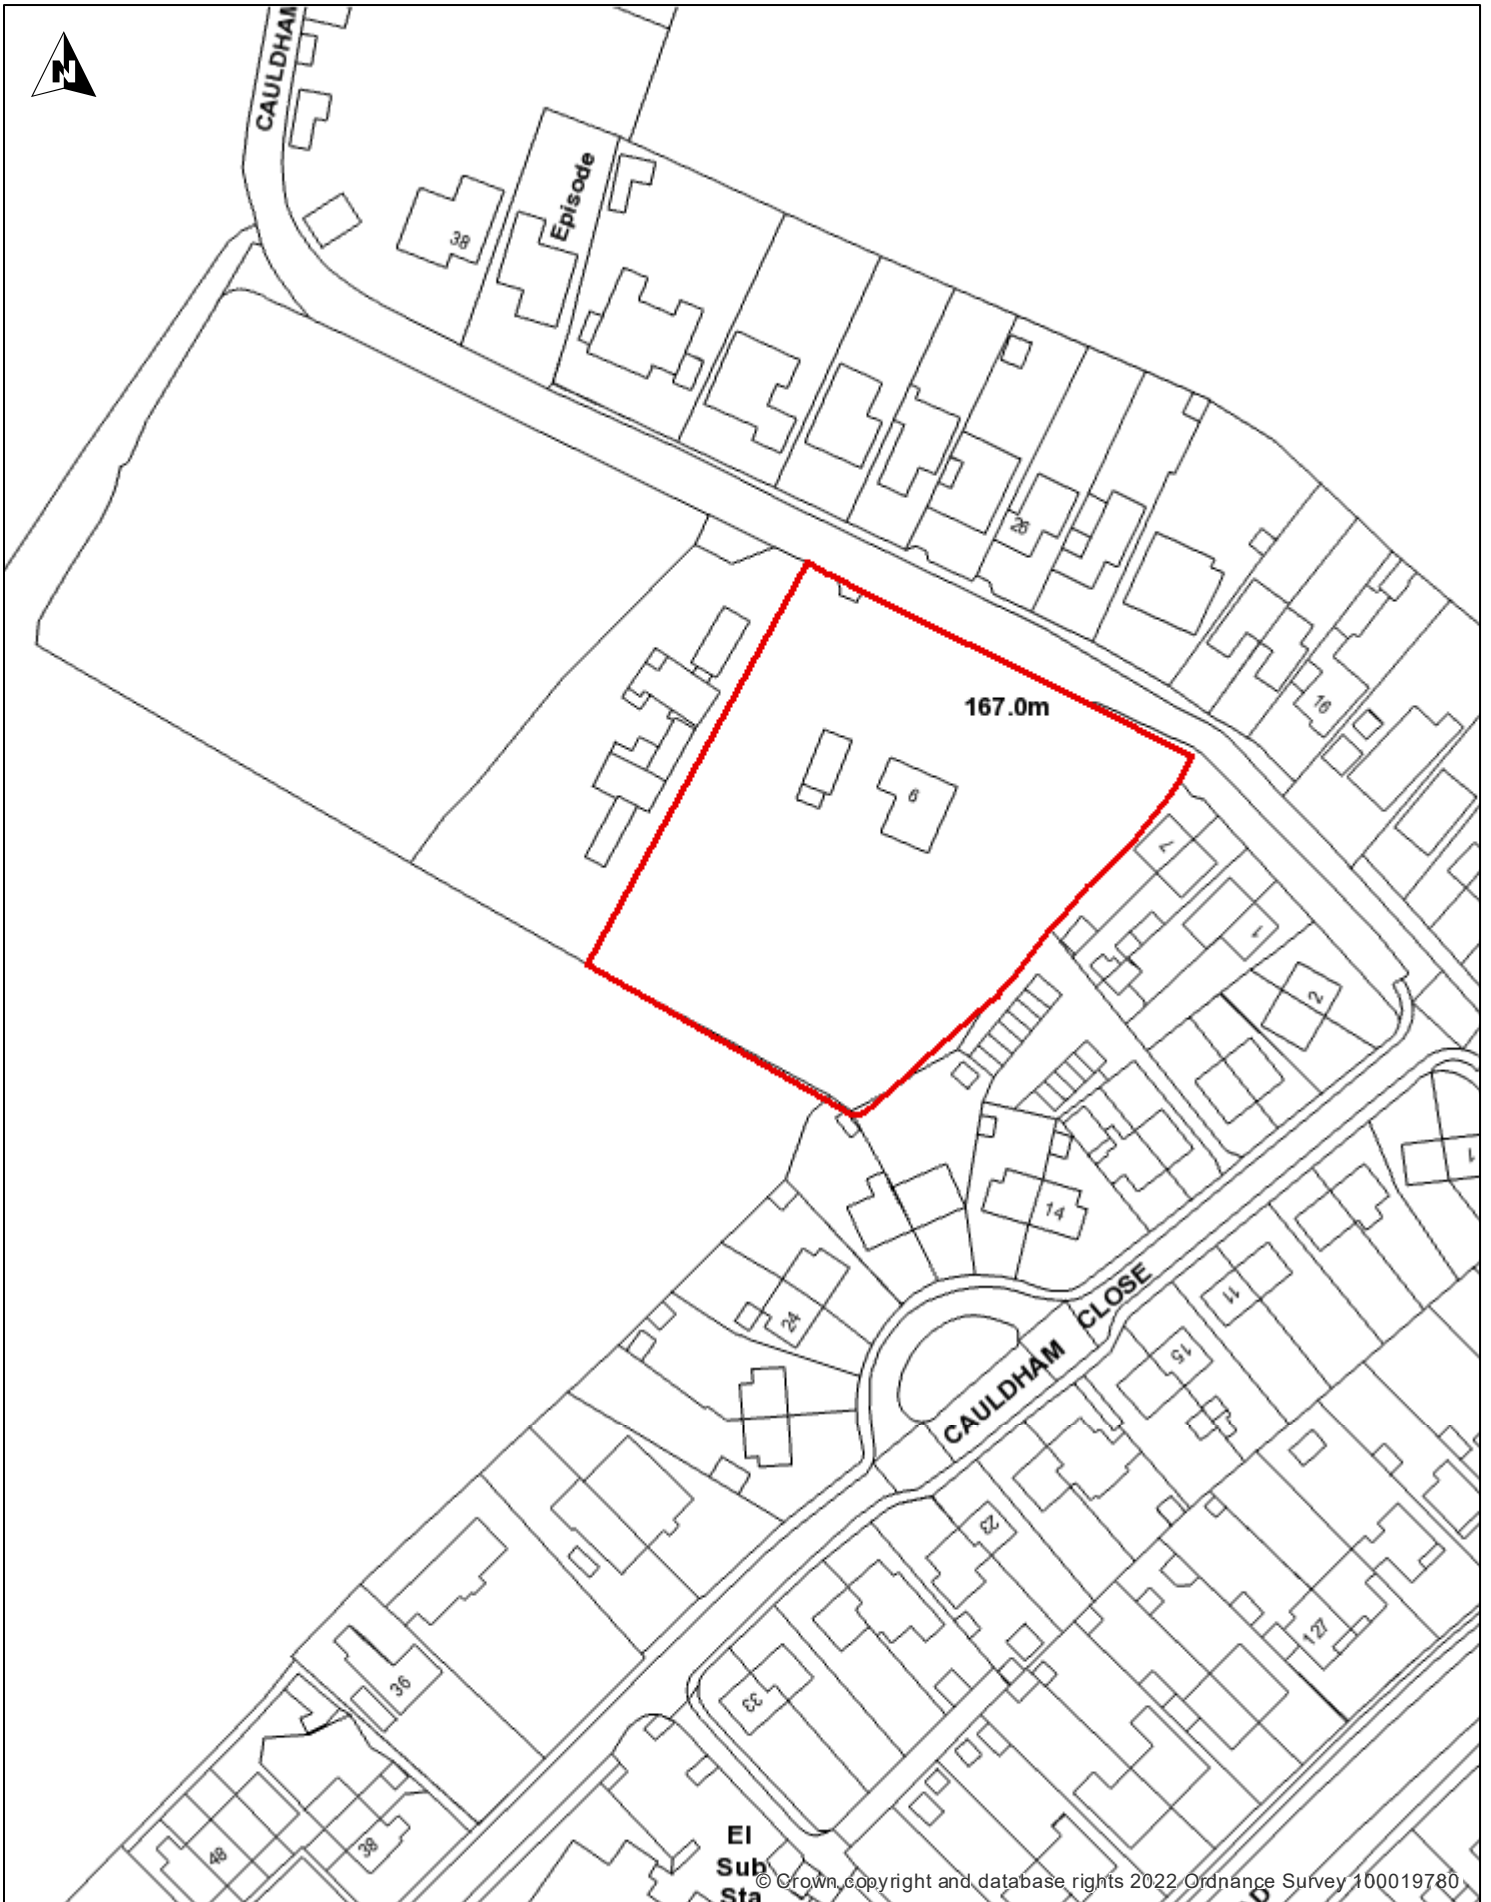 N
CAULDHAM
38
Episode
26
16
167.0m
6
7
1
2
1
14
CLOSE
11
24
CAULDHAM
15
23
127
36
33
38
48
El
Sub
Sta
© Crown copyright and database rights 2022 Ordnance Survey 100019780
D